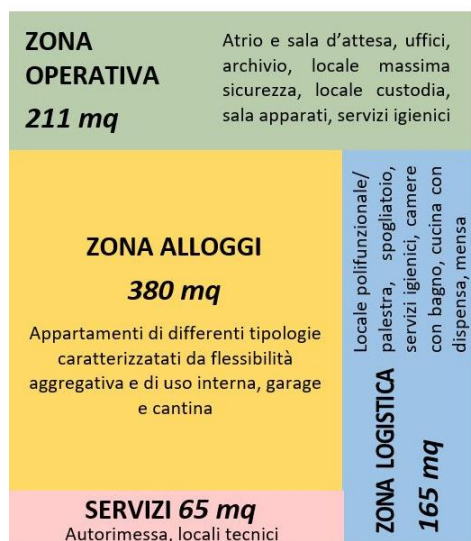 ZONA
OPERATIVA
211 mq
Atrio e sala d'attesa, uffici,
archivio, locale massima
sicurezza, locale custodia,
sala apparati, servizi igienici
ZONA ALLOGGI
380 mq
Appartamenti di differenti tipologie
caratterizzatati da flessibilità
aggregativa e di uso interna, garage
e cantina
ZONA LOGISTICA
165 mq
Locale polifunzionale/
palestra, spogliatoio,
servizi igienici, camere
con bagno, cucina con
dispensa, mensa
SERVIZI 65 mq
Autorimessa, locali tecnici